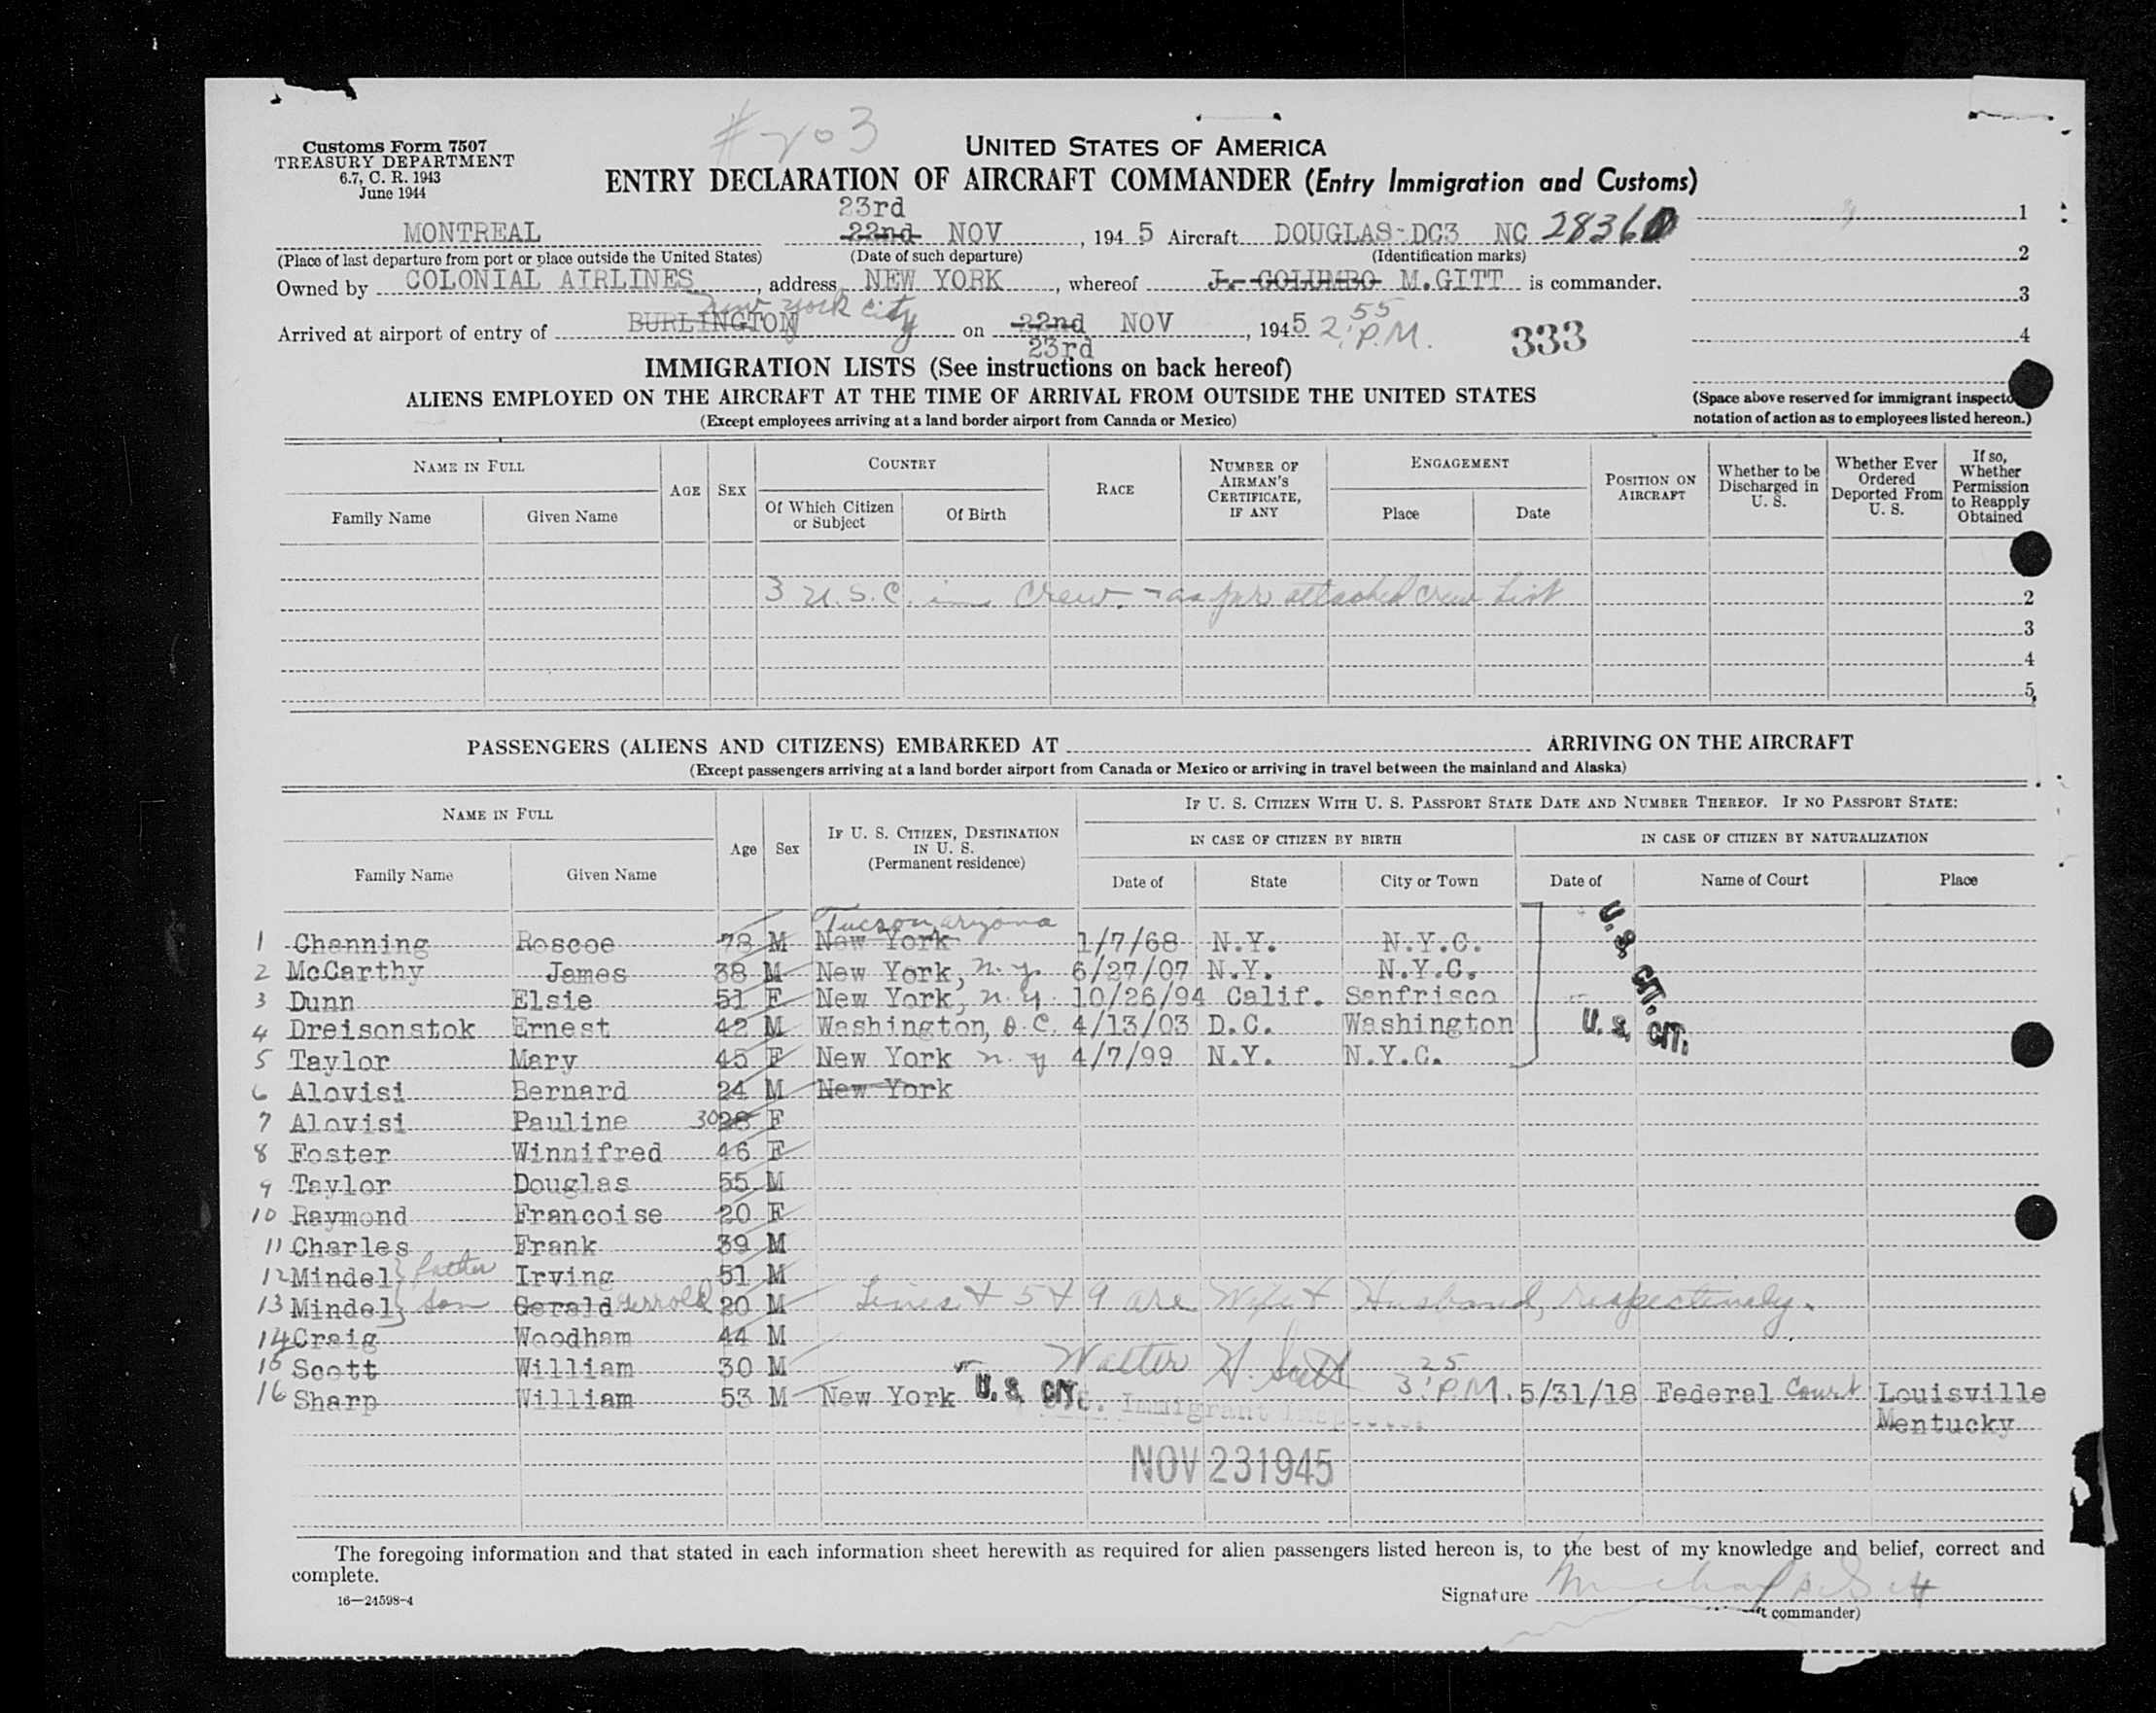 #203
Customs Form 7507
TREASURY DEPARTMENT
6.7, C. R. 1943
June 1944
UNITED STATES OF AMERICA
ENTRY DECLARATION OF AIRCRAFT COMMANDER (Entry Immigration and Customs)
23rd
MONTREAL 22nd NOV , 194 5 Aircraft DOUGLAS-DC3 NC 28360 1
(Place of last departure from port or place outside the United States) (Date of such departure) (Identification marks) 2
Owned by COLONIAL AIRLINES , address NEW YORK , whereof J. COLUMBO M.GITT is commander.
3
New York City
Arrived at airport of entry of BURLINGTON on 22nd NOV , 1945 2:55 P.M. 333 4
23rd
IMMIGRATION LISTS (See instructions on back hereof)
ALIENS EMPLOYED ON THE AIRCRAFT AT THE TIME OF ARRIVAL FROM OUTSIDE THE UNITED STATES
(Except employees arriving at a land border airport from Canada or Mexico)
(Space above reserved for immigrant inspecto
notation of action as to employees listed hereon.)
NAME IN FULL AGE SEX COUNTRY RACE NUMBER OF AIRMAN'S CERTIFICATE, IF ANY ENGAGEMENT POSITION ON AIRCRAFT Whether to be Discharged in U. S. Whether Ever Ordered Deported From U. S. If so, Whether Permission to Reapply Obtained
Family Name Given Name Of Which Citizen or Subject Of Birth Place Date
3 U.S.C. in Crew. - as per attached crew list 2
3
4
5
PASSENGERS (ALIENS AND CITIZENS) EMBARKED AT ARRIVING ON THE AIRCRAFT
(Except passengers arriving at a land border airport from Canada or Mexico or arriving in travel between the mainland and Alaska)
NAME IN FULL Age Sex IF U. S. CITIZEN, DESTINATION IN U. S. (Permanent residence) IF U. S. CITIZEN WITH U. S. PASSPORT STATE DATE AND NUMBER THEREOF. IF NO PASSPORT STATE:
IN CASE OF CITIZEN BY BIRTH IN CASE OF CITIZEN BY NATURALIZATION
Family Name Given Name Date of State City or Town Date of Name of Court Place
Tucson aryona
1 Channing Roscoe 78 M New York 1/7/68 N.Y. N.Y.C. U. S. CIT.
2 McCarthy James 38 M New York, N.Y. 6/27/07 N.Y. N.Y.C.
3 Dunn Elsie 51 F New York, N.Y. 10/26/94 Calif. Sanfrisco
4 Dreisonstok Ernest 42 M Washington, D.C. 4/13/03 D.C. Washington U. S. CIT.
5 Taylor Mary 45 F New York N.Y 4/7/99 N.Y. N.Y.C.
6 Alovisi Bernard 24 M New York
7 Alovisi Pauline 30 28 F
8 Foster Winnifred 46 F
9 Taylor Douglas 55 M
10 Raymond Francoise 20 F
11 Charles Frank 39 M
12 Mindel } father Irving 51 M
13 Mindel } son Gerald Jerrold 20 M Lines + 5 + 9 are Wife + Husband, respectively.
14 Craig Woodham 44 M
15 Scott William 30 M Walter H. Scott 3:25 P.M.
16 Sharp William 53 M New York U. S. CIT. Immigrant Inspector 5/31/18 Federal Court Louisville
Mentucky
NOV 23 1945
The foregoing information and that stated in each information sheet herewith as required for alien passengers listed hereon is, to the best of my knowledge and belief, correct and
complete.
16—24598-4
Signature Michael Gitt
t commander)